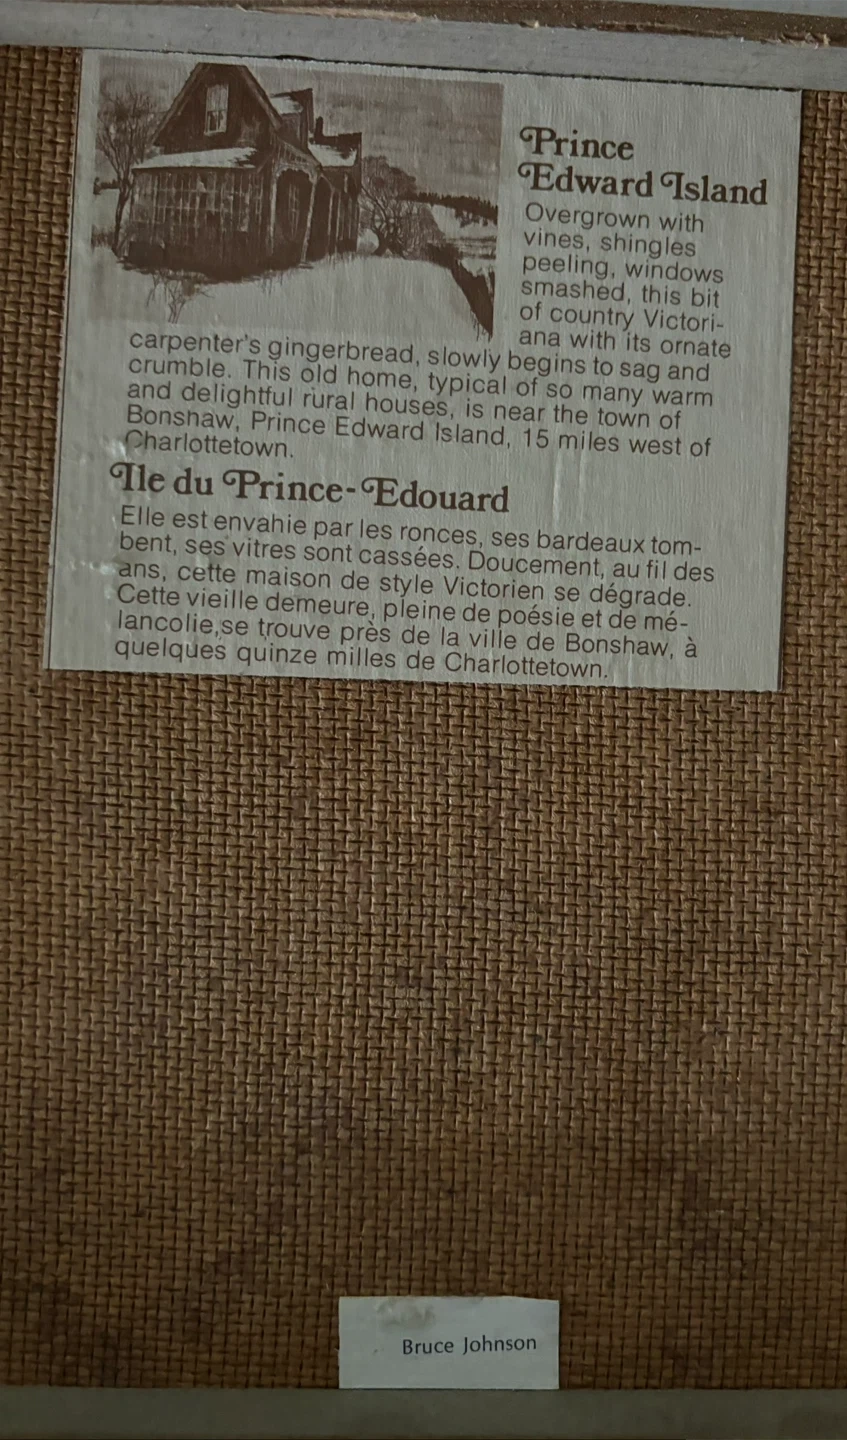 Prince
Edward Island
Overgrown with
vines, shingles
peeling, windows
smashed, this bit
of country Victori-
ana with its ornate
carpenter's gingerbread, slowly begins to sag and
crumble. This old home, typical of so many warm
and delightful rural houses, is near the town of
Bonshaw, Prince Edward Island, 15 miles west of
Charlottetown.
Ile du Prince-Edouard
Elle est envahie par les ronces, ses bardeaux tom-
bent, ses vitres sont cassées. Doucement, au fil des
ans, cette maison de style Victorien se dégrade.
Cette vieille demeure, pleine de poésie et de mé-
lancolie,se trouve près de la ville de Bonshaw, à
quelques quinze milles de Charlottetown.
Bruce Johnson